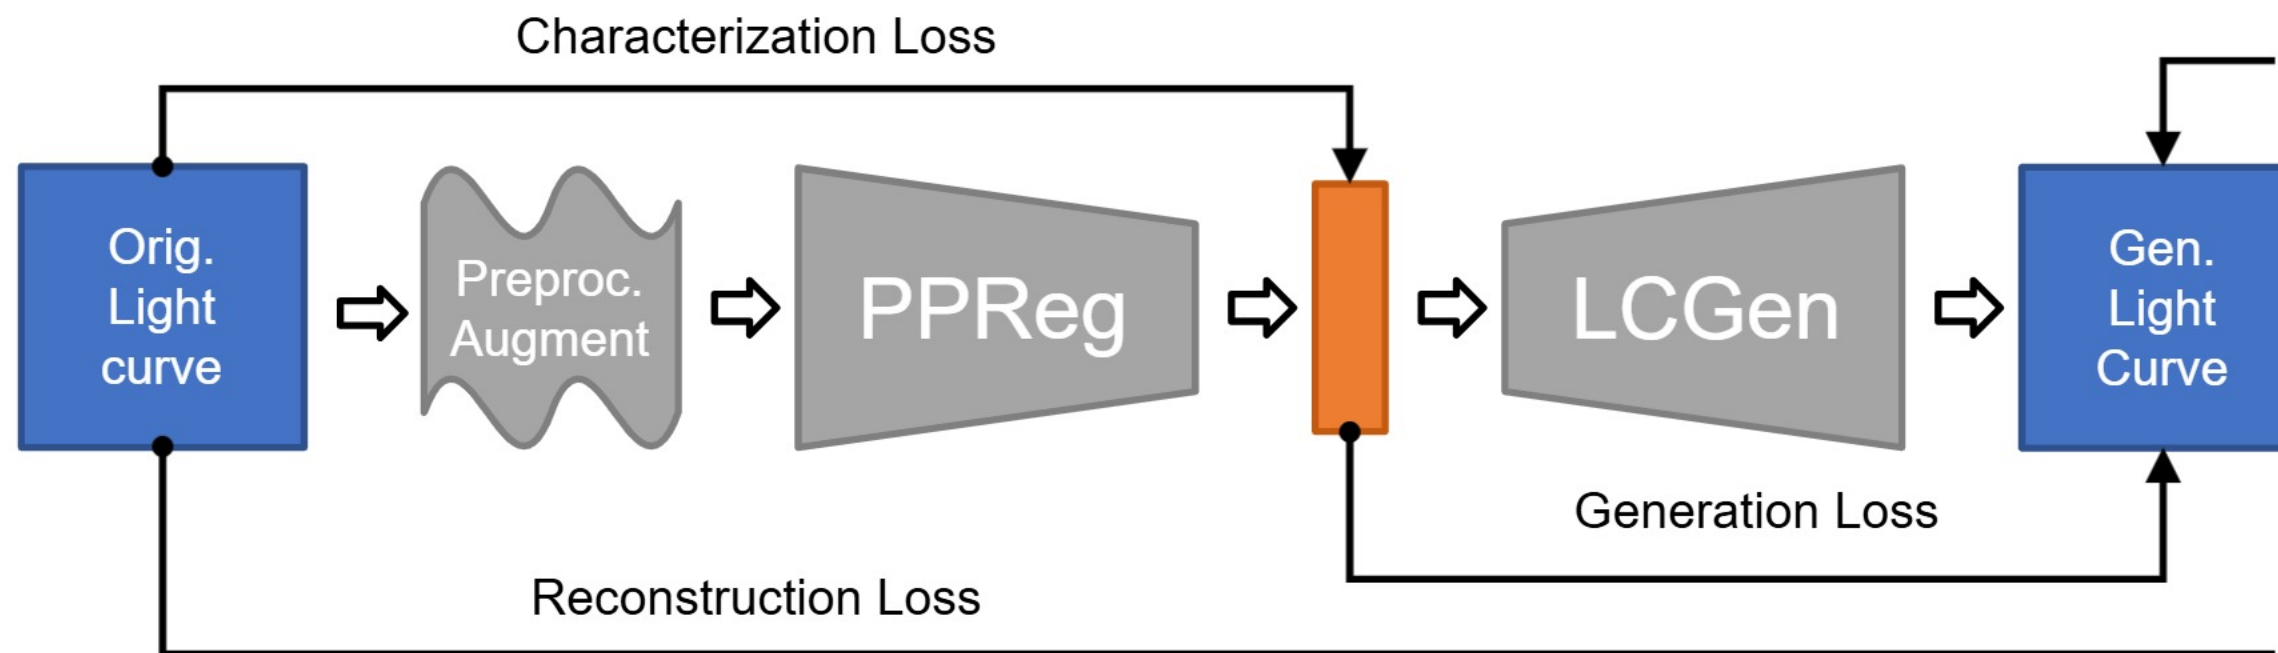 Characterization Loss
Orig.
Light
curve
Preproc.
Augment
PPReg
LCGen
Gen.
Light
Curve
Generation Loss
Reconstruction Loss